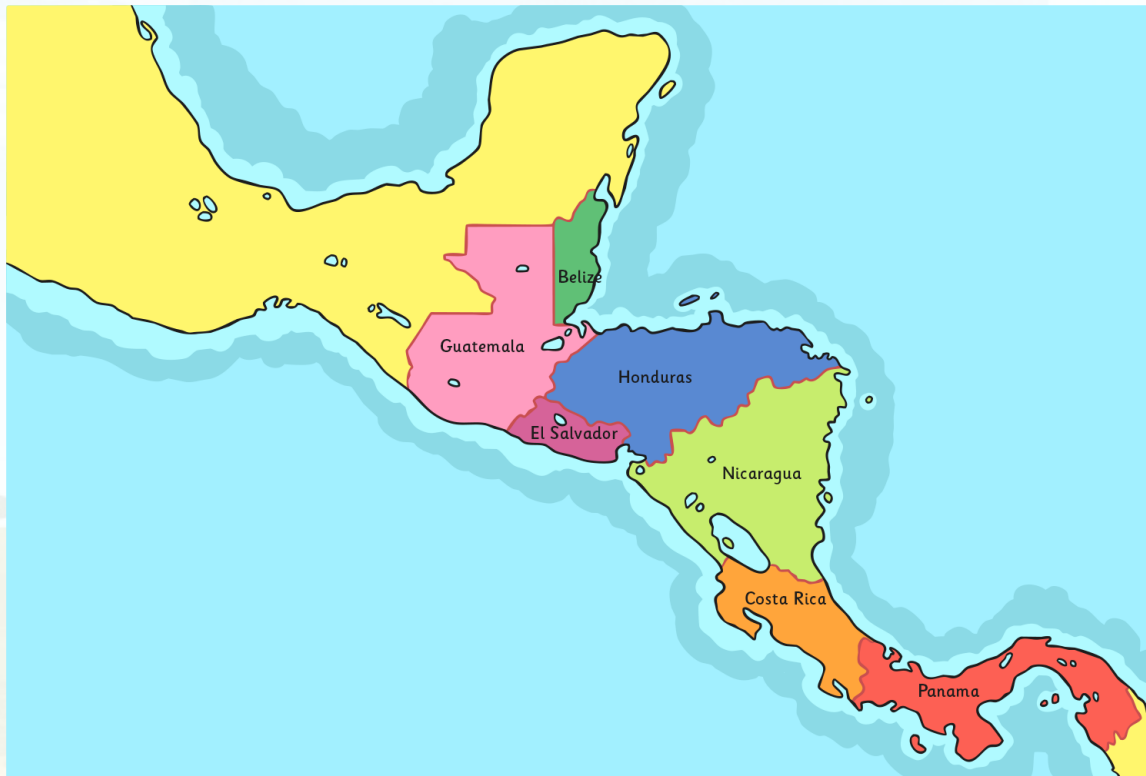 Belize
Guatemala
Honduras
El Salvador
Nicaragua
Costa Rica
Panama